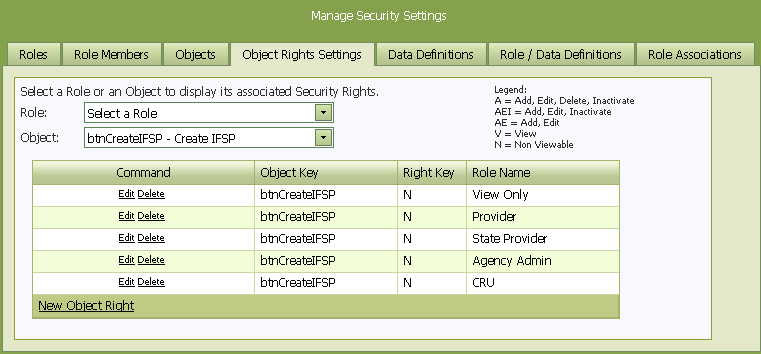 Manage Security Settings
Roles Role Members Objects Object Rights Settings Data Definitions Role / Data Definitions Role Associations
Select a Role or an Object to display its associated Security Rights.
Role: Select a Role
Object: btnCreateIFSP - Create IFSP
Legend:
A = Add, Edit, Delete, Inactivate
AEI = Add, Edit, Inactivate
AE = Add, Edit
V = View
N = Non Viewable
Command Object Key Right Key Role Name
Edit Delete btnCreateIFSP N View Only
Edit Delete btnCreateIFSP N Provider
Edit Delete btnCreateIFSP N State Provider
Edit Delete btnCreateIFSP N Agency Admin
Edit Delete btnCreateIFSP N CRU
New Object Right